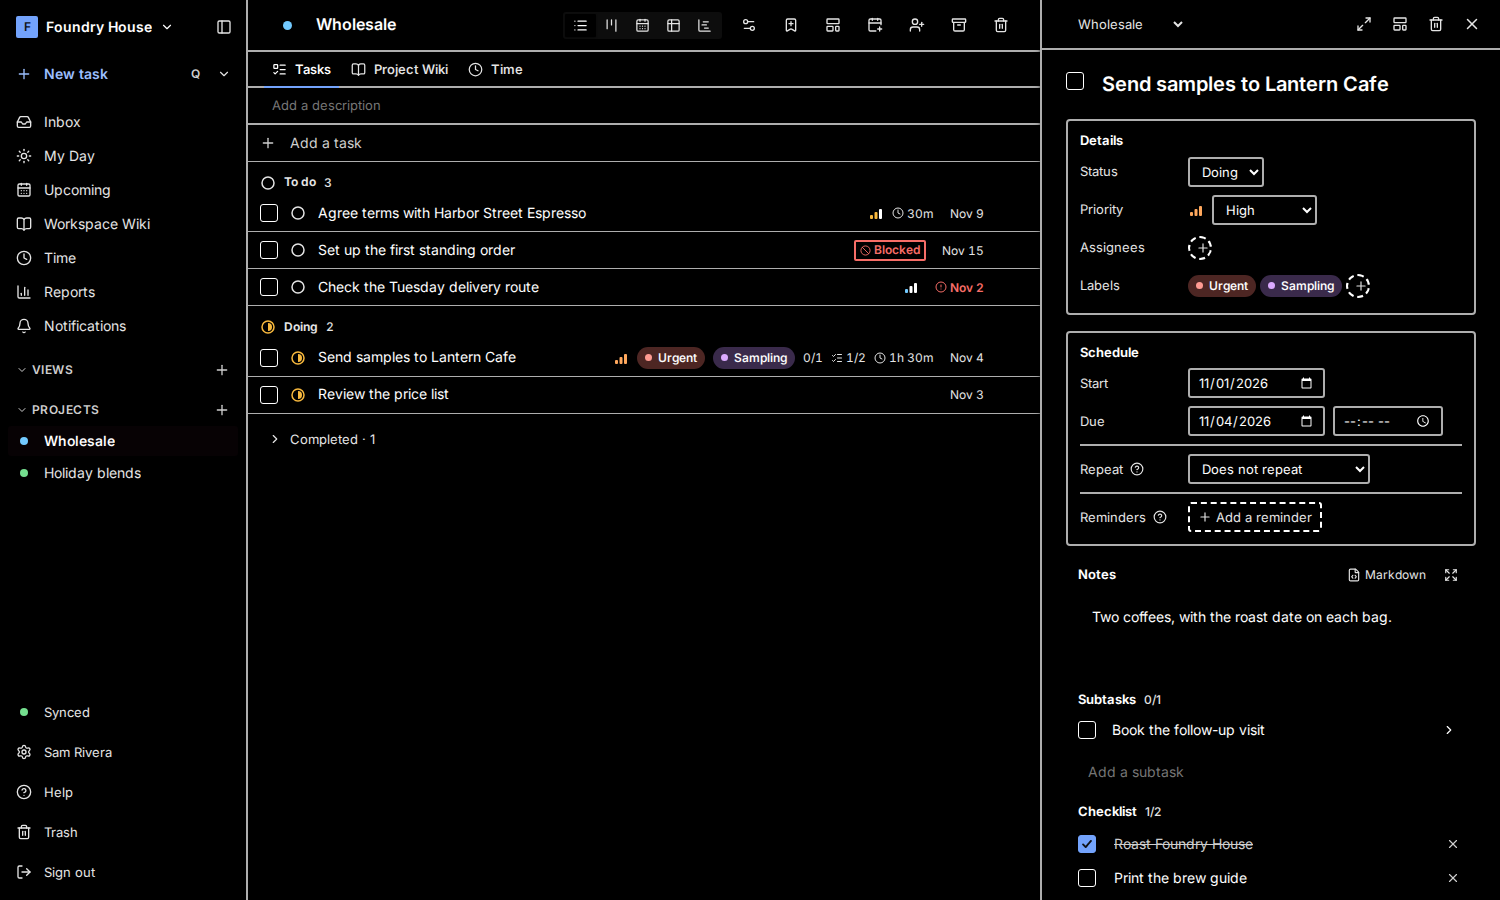 F Foundry House
New task Q
Inbox
My Day
Upcoming
Workspace Wiki
Time
Reports
Notifications
VIEWS
PROJECTS
Wholesale
Holiday blends
Synced
Sam Rivera
Help
Trash
Sign out
Wholesale
Tasks Project Wiki Time
Add a description
Add a task
To do 3
Agree terms with Harbor Street Espresso 30m Nov 9
Set up the first standing order Blocked Nov 15
Check the Tuesday delivery route Nov 2
Doing 2
Send samples to Lantern Cafe Urgent Sampling 0/1 1/2 1h 30m Nov 4
Review the price list Nov 3
Completed · 1
Wholesale
Send samples to Lantern Cafe
Details
Status Doing
Priority High
Assignees
Labels Urgent Sampling
Schedule
Start 11/01/2026
Due 11/04/2026 --:-- --
Repeat Does not repeat
Reminders Add a reminder
Notes Markdown
Two coffees, with the roast date on each bag.
Subtasks 0/1
Book the follow-up visit
Add a subtask
Checklist 1/2
Roast Foundry House
Print the brew guide